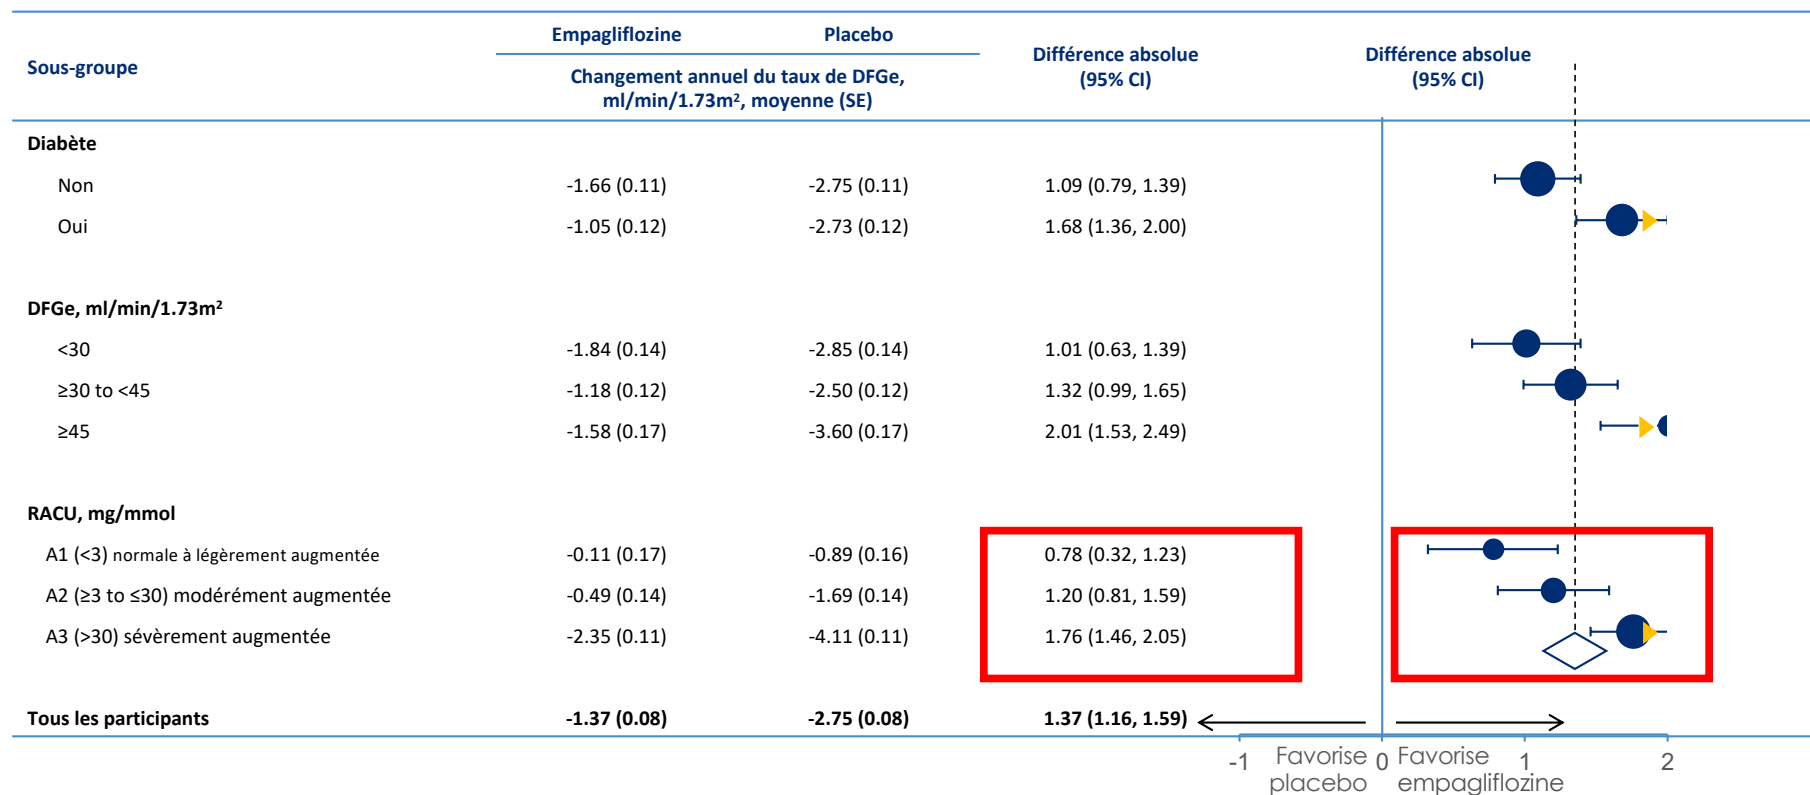 Sous-groupe
Empagliflozine Placebo
Changement annuel du taux de DFGe,
ml/min/1.73m², moyenne (SE)
Différence absolue
(95% CI)
Différence absolue
(95% CI)
Diabète
Non -1.66 (0.11) -2.75 (0.11) 1.09 (0.79, 1.39)
Oui -1.05 (0.12) -2.73 (0.12) 1.68 (1.36, 2.00)
DFGe, ml/min/1.73m²
<30 -1.84 (0.14) -2.85 (0.14) 1.01 (0.63, 1.39)
≥30 to <45 -1.18 (0.12) -2.50 (0.12) 1.32 (0.99, 1.65)
≥45 -1.58 (0.17) -3.60 (0.17) 2.01 (1.53, 2.49)
RACU, mg/mmol
A1 (<3) normale à légèrement augmentée -0.11 (0.17) -0.89 (0.16) 0.78 (0.32, 1.23)
A2 (≥3 to ≤30) modérément augmentée -0.49 (0.14) -1.69 (0.14) 1.20 (0.81, 1.59)
A3 (>30) sévèrement augmentée -2.35 (0.11) -4.11 (0.11) 1.76 (1.46, 2.05)
Tous les participants -1.37 (0.08) -2.75 (0.08) 1.37 (1.16, 1.59)
-1 0 1 2
Favorise
placebo
Favorise
empagliflozine